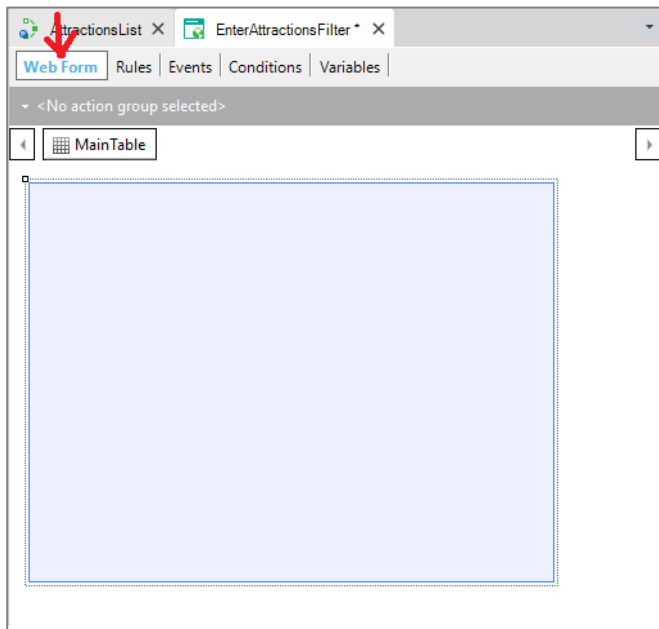 AttractionsList EnterAttractionsFilter *
Web Form Rules Events Conditions Variables
<No action group selected>
MainTable